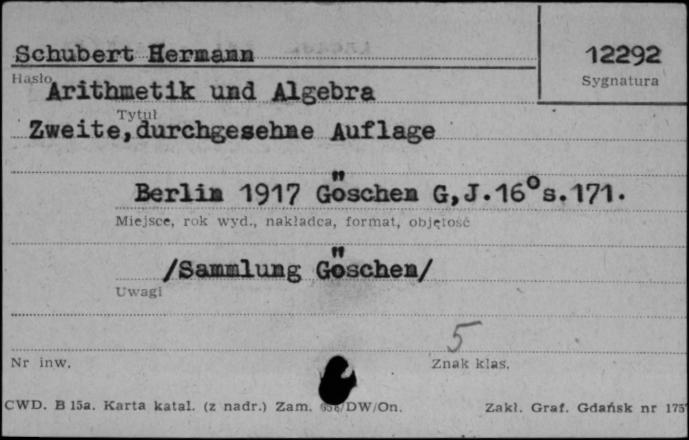 Schubert Hermann
12292
Hasło
Sygnatura
Arithmetik und Algebra
Tytuł
Zweite, durchgesehne Auflage
Berlin 1917 Göschen G,J.16°s.171.
Miejsce, rok wyd., nakładca, format, objętość
/Sammlung Göschen/
Uwagi
5
Nr inw.
Znak klas.
CWD. B 15a. Karta katal. (z nadr.) Zam. /DW/On.
Zakł. Graf. Gdańsk nr 175